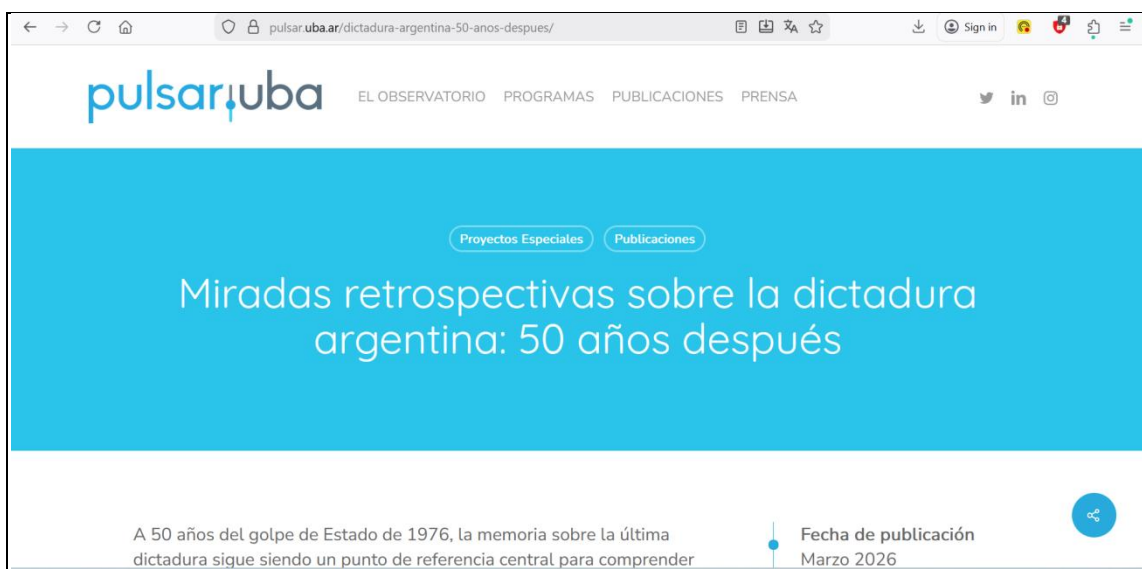 pulsar.uba.ar/dictadura-argentina-50-anos-despues/
Sign in
4
pulsar uba
EL OBSERVATORIO PROGRAMAS PUBLICACIONES PRENSA
in
Proyectos Especiales Publicaciones
Miradas retrospectivas sobre la dictadura
argentina: 50 años después
A 50 años del golpe de Estado de 1976, la memoria sobre la última
dictadura sigue siendo un punto de referencia central para comprender
Fecha de publicación
Marzo 2026